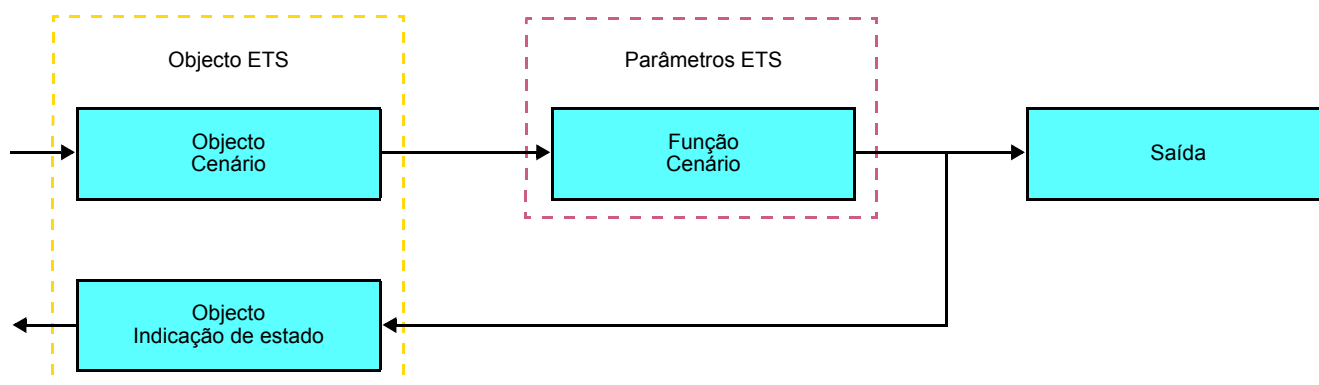 Objecto ETS
Parâmetros ETS
Objecto
Cenário
Função
Cenário
Saída
Objecto
Indicação de estado